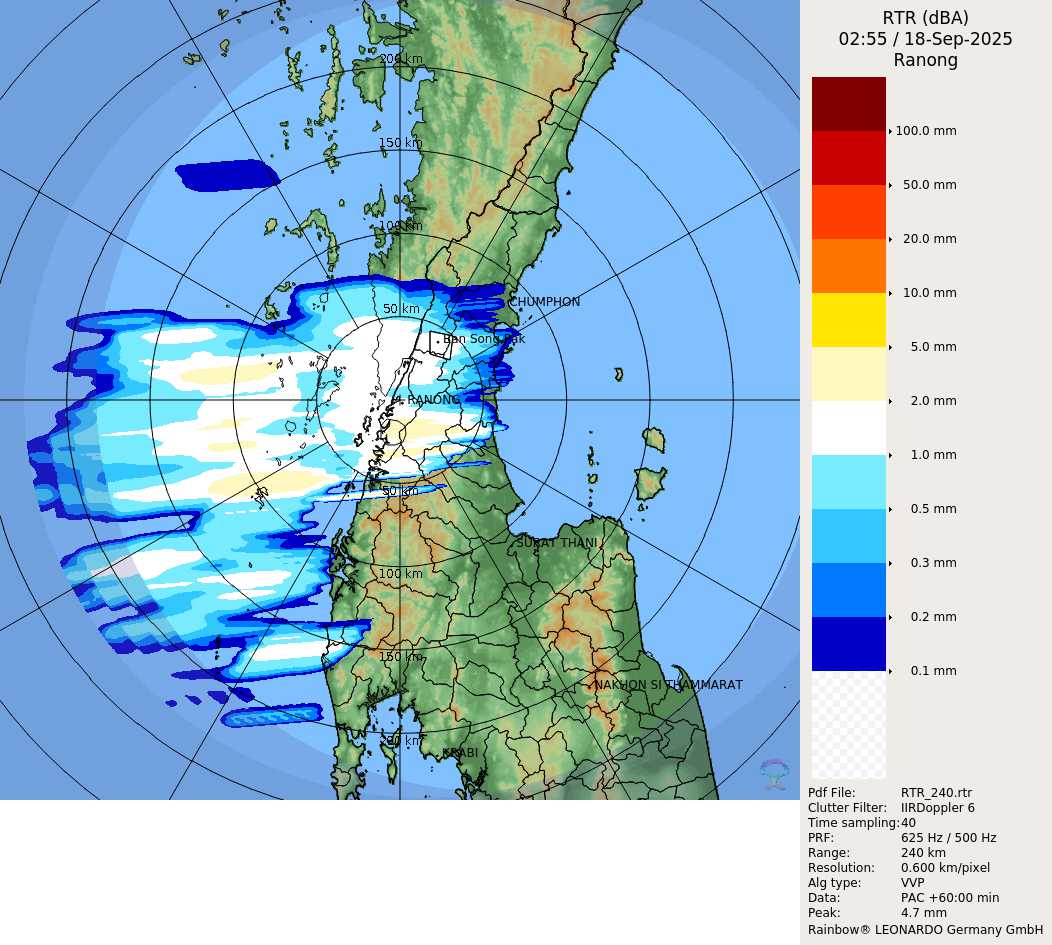 RTR (dBA)
02:55 / 18-Sep-2025
Ranong
200 km
150 km
100 km
50 km
CHUMPHON
Ban Song Pak
RANONG
50 km
SURAT THANI
100 km
150 km
NAKHON SI THAMMARAT
200 km
KRABI
100.0 mm
50.0 mm
20.0 mm
10.0 mm
5.0 mm
2.0 mm
1.0 mm
0.5 mm
0.3 mm
0.2 mm
0.1 mm
Pdf File: RTR_240.rtr
Clutter Filter: IIRDoppler 6
Time sampling:40
PRF: 625 Hz / 500 Hz
Range: 240 km
Resolution: 0.600 km/pixel
Alg type: VVP
Data: PAC +60:00 min
Peak: 4.7 mm
Rainbow® LEONARDO Germany GmbH